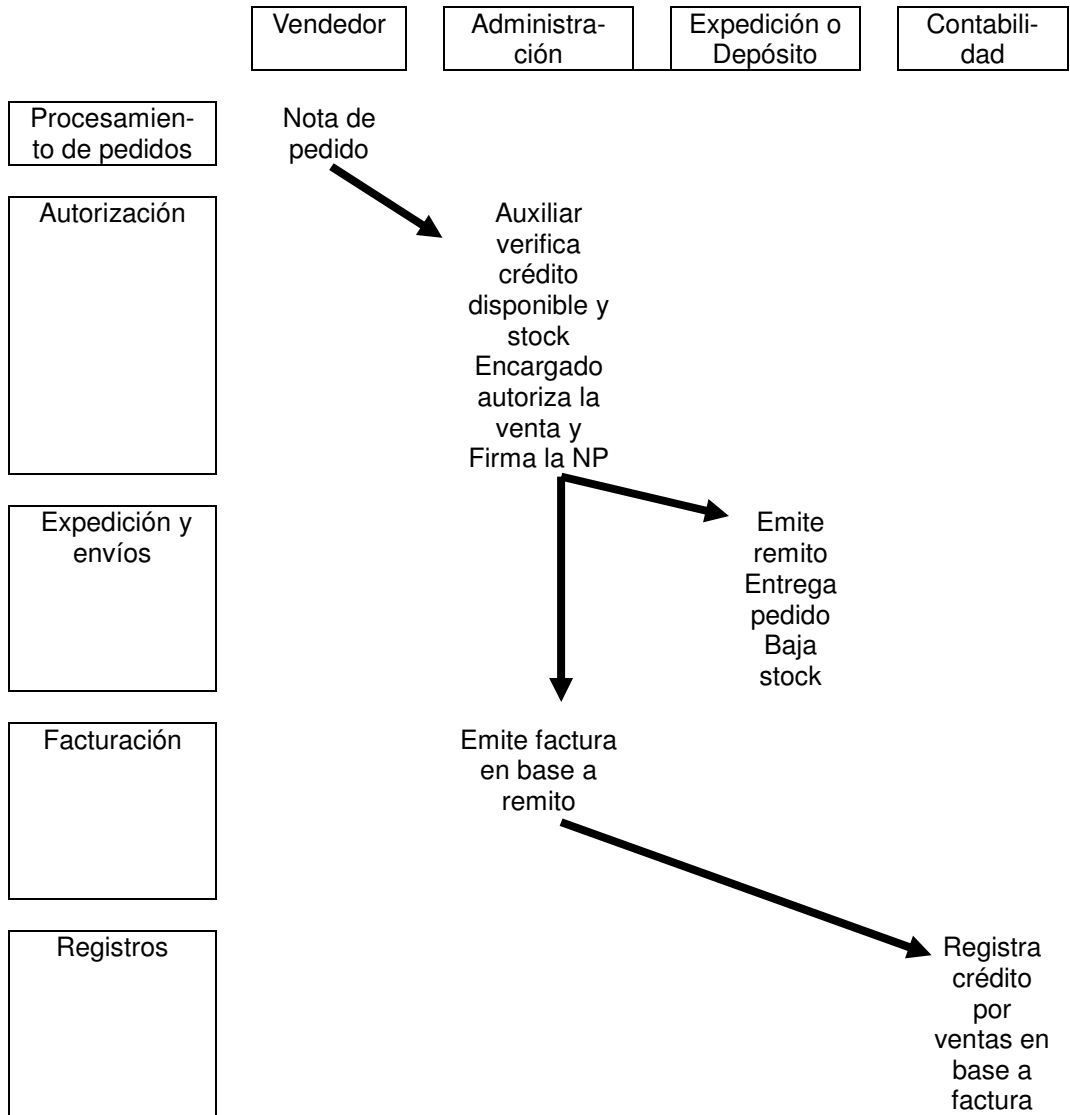 Vendedor
Administra-
ción
Expedición o
Depósito
Contabili-
dad
Procesamien-
to de pedidos
Nota de
pedido
Autorización
Auxiliar
verifica
crédito
disponible y
stock
Encargado
autoriza la
venta y
Firma la NP
Expedición y
envíos
Emite
remito
Entrega
pedido
Baja
stock
Facturación
Emite factura
en base a
remito
Registros
Registra
crédito
por
ventas en
base a
factura